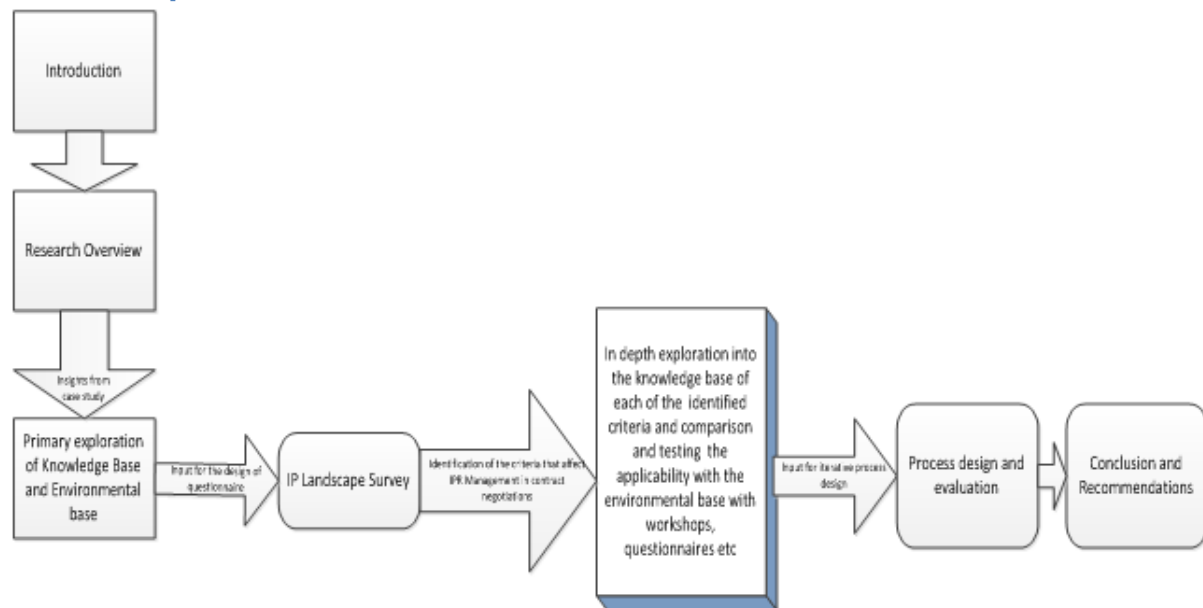 Introduction
Research Overview
Insights from
case study
Primary exploration
of Knowledge Base
and Environmental
base
Input for the design of
questionnaire
IP Landscape Survey
Identification of the criteria that affect
IPR Management in contract
negotiations
In depth exploration into
the knowledge base of
each of the identified
criteria and comparison
and testing the
applicability with the
environmental base with
workshops,
questionnaires etc
Input for iterative process
design
Process design and
evaluation
Conclusion and
Recommendations